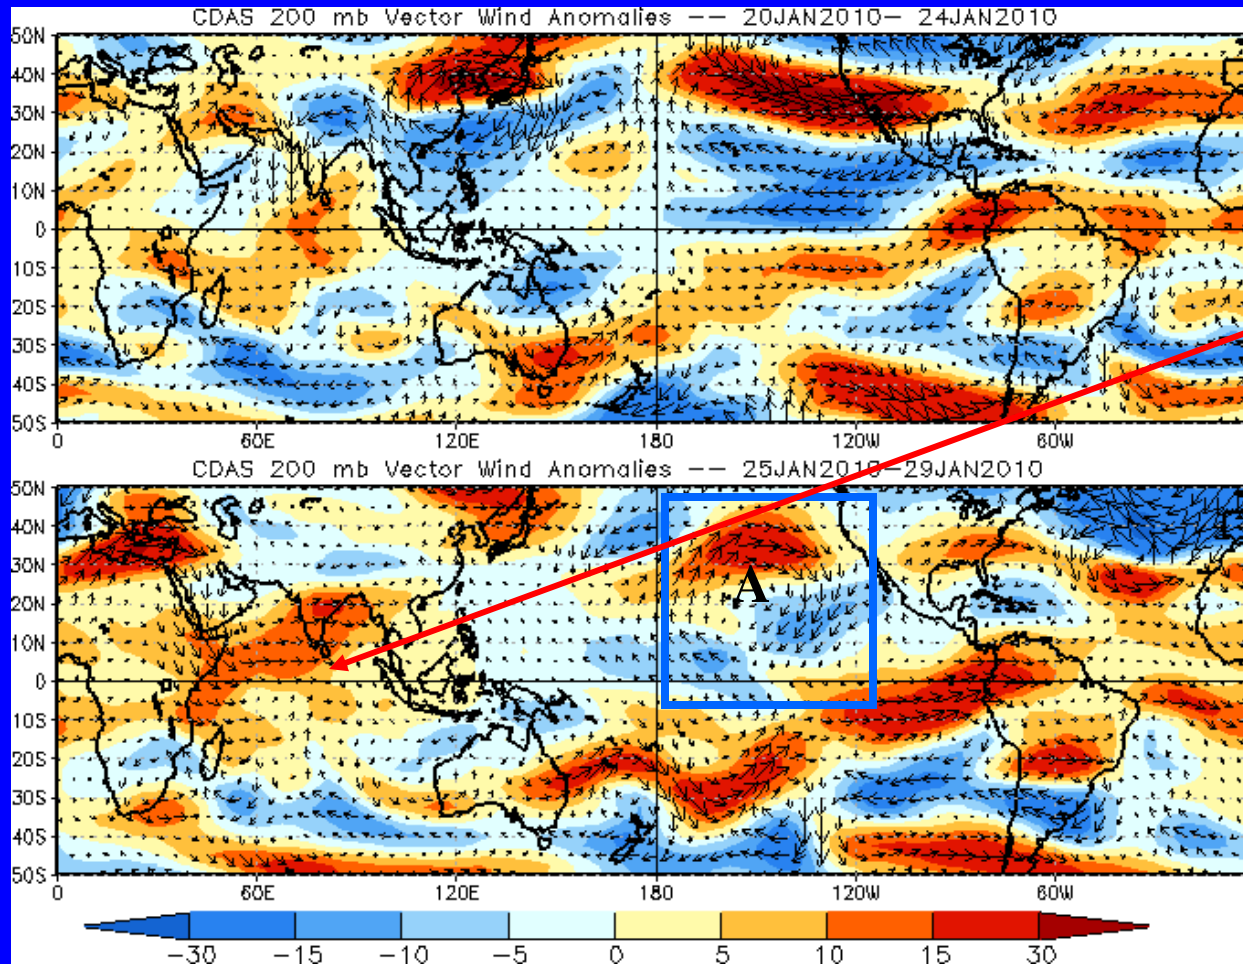 CDAS 200 mb Vector Wind Anomalies -- 20JAN2010- 24JAN2010
50N
40N
30N
20N
10N
0
10S
20S
30S
40S
50S
0 60E 120E 180 120W 60W
CDAS 200 mb Vector Wind Anomalies -- 25JAN2010-29JAN2010
50N
40N
30N
20N
10N
0
10S
20S
30S
40S
50S
A
0 60E 120E 180 120W 60W
-30 -15 -10 -5 0 5 10 15 30